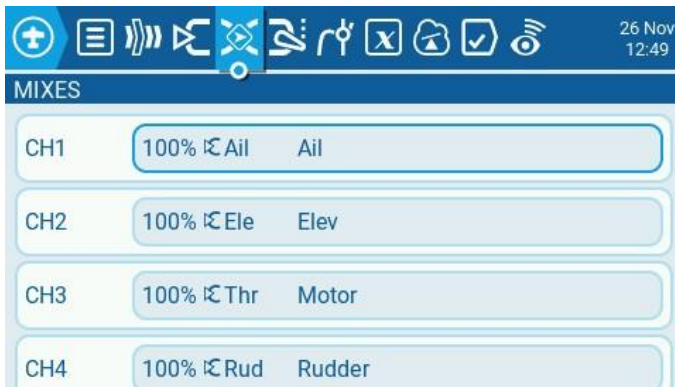 26 Nov
12:49
MIXES
CH1 100% Ail Ail
CH2 100% Ele Elev
CH3 100% Thr Motor
CH4 100% Rud Rudder